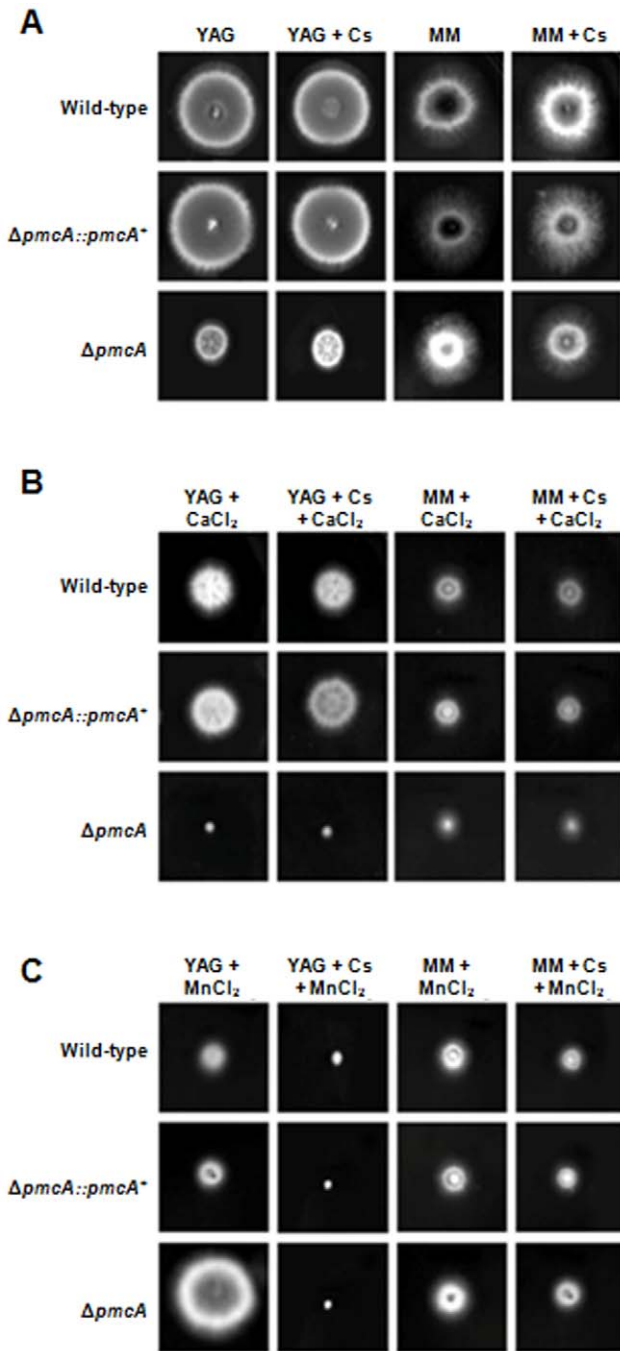 A
YAG YAG + Cs MM MM + Cs
Wild-type
ΔpmcA::pmcA⁺
ΔpmcA
B
YAG + CaCl₂ YAG + Cs + CaCl₂ MM + CaCl₂ MM + Cs + CaCl₂
Wild-type
ΔpmcA::pmcA⁺
ΔpmcA
C
YAG + MnCl₂ YAG + Cs + MnCl₂ MM + MnCl₂ MM + Cs + MnCl₂
Wild-type
ΔpmcA::pmcA⁺
ΔpmcA